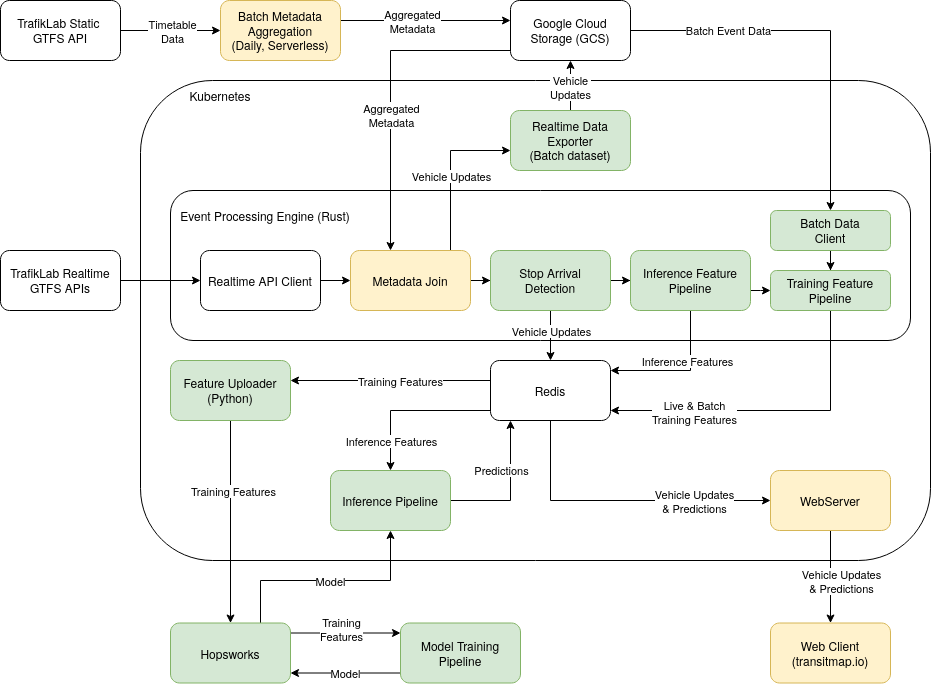 TrafikLab Static
GTFS API
Timetable
Data
Batch Metadata
Aggregation
(Daily, Serverless)
Aggregated
Metadata
Google Cloud
Storage (GCS)
Batch Event Data
Kubernetes
Aggregated
Metadata
Vehicle
Updates
Realtime Data
Exporter
(Batch dataset)
Vehicle Updates
Event Processing Engine (Rust)
Batch Data
Client
TrafikLab Realtime
GTFS APIs
Realtime API Client
Metadata Join
Stop Arrival
Detection
Inference Feature
Pipeline
Training Feature
Pipeline
Vehicle Updates
Inference Features
Feature Uploader
(Python)
Training Features
Redis
Live & Batch
Training Features
Inference Features
Predictions
Training Features
Inference Pipeline
Vehicle Updates
& Predictions
WebServer
Model
Vehicle Updates
& Predictions
Hopsworks
Training
Features
Model
Model Training
Pipeline
Web Client
(transitmap.io)